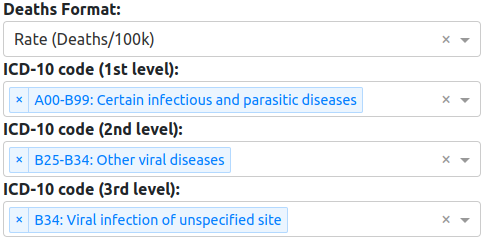 Deaths Format:
Rate (Deaths/100k) ×
ICD-10 code (1st level):
× A00-B99: Certain infectious and parasitic diseases ×
ICD-10 code (2nd level):
× B25-B34: Other viral diseases ×
ICD-10 code (3rd level):
× B34: Viral infection of unspecified site ×